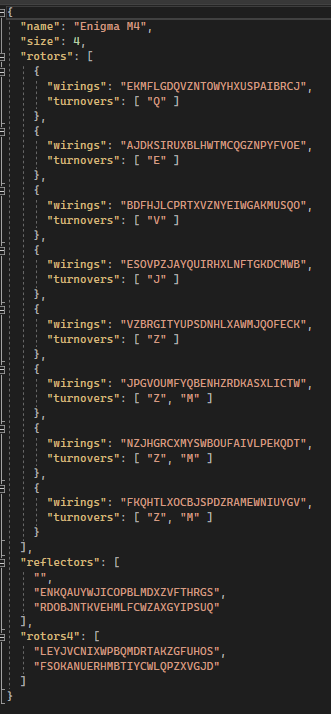 {
"name": "Enigma M4",
"size": 4,
"rotors": [
{
"wirings": "EKMFLGDQVZNTOWYHXUSPAIBRCJ",
"turnovers": [ "Q" ]
},
{
"wirings": "AJDKSIRUXBLHWTMCQGZNPYFVOE",
"turnovers": [ "E" ]
},
{
"wirings": "BDFHJLCPRTXVZNYEIWGAKMUSQO",
"turnovers": [ "V" ]
},
{
"wirings": "ESOVPZJAYQUIRHXLNFTGKDCMWB",
"turnovers": [ "J" ]
},
{
"wirings": "VZBRGITYUPSDNHLXAWMJQOFECK",
"turnovers": [ "Z" ]
},
{
"wirings": "JPGVOUMFYQBENHZRDKASXLICTW",
"turnovers": [ "Z", "M" ]
},
{
"wirings": "NZJHGRCXMYSWBOUFAIVLPEKQDT",
"turnovers": [ "Z", "M" ]
},
{
"wirings": "FKQHTLXOCBJSPDZRAMEWNIUYGV",
"turnovers": [ "Z", "M" ]
}
],
"reflectors": [
"",
"ENKQAUYWJICOPBLMDXZVFTHRGS",
"RDOBJNTKVEHMLFCWZAXGYIPSUQ"
],
"rotors4": [
"LEYJVCNIXWPBQMDRTAKZGFUHOS",
"FSOKANUERHMBTIYCWLQPZXVGJD"
]
}